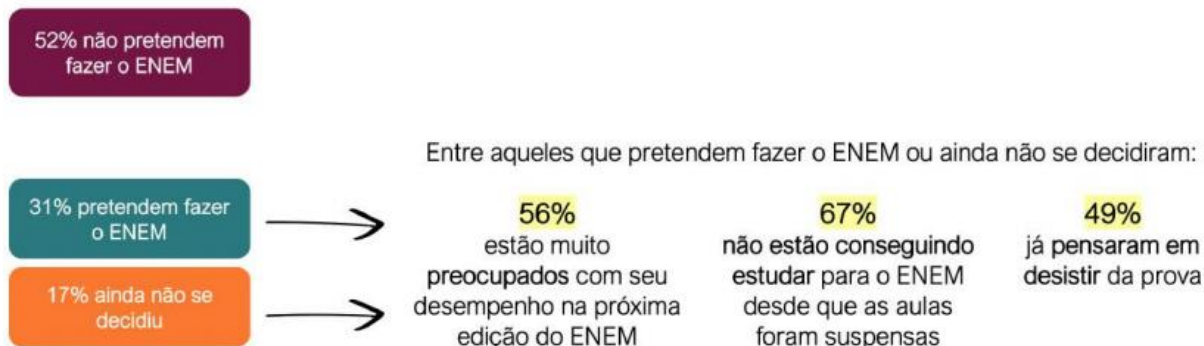 52% não pretendem
fazer o ENEM
Entre aqueles que pretendem fazer o ENEM ou ainda não se decidiram:
31% pretendem fazer
o ENEM
17% ainda não se
decidiu
56%
estão muito
preocupados com seu
desempenho na próxima
edição do ENEM
67%
não estão conseguindo
estudar para o ENEM
desde que as aulas
foram suspensas
49%
já pensaram em
desistir da prova